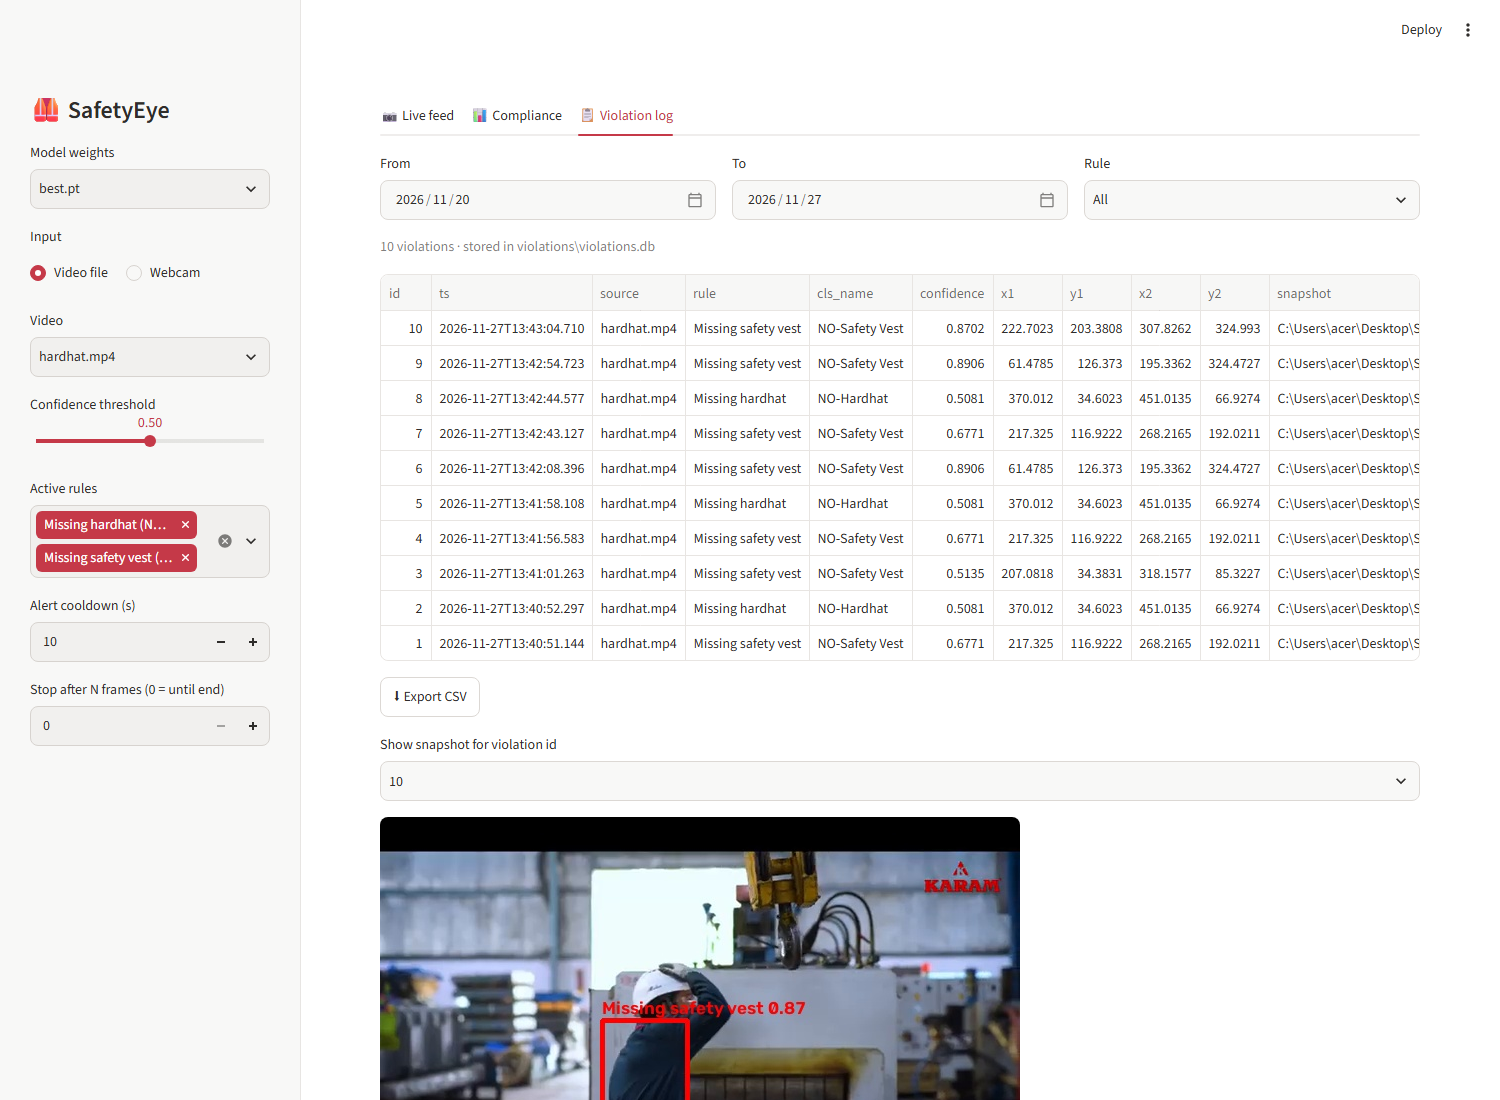 Deploy
SafetyEye
Model weights
best.pt
Input
Video file Webcam
Video
hardhat.mp4
Confidence threshold
0.50
Active rules
Missing hardhat (N...
Missing safety vest (...
Alert cooldown (s)
10
Stop after N frames (0 = until end)
0
Live feed Compliance Violation log
From To Rule
2026/11/20 2026/11/27 All
10 violations · stored in violations\violations.db
id ts source rule cls_name confidence x1 y1 x2 y2 snapshot
10 2026-11-27T13:43:04.710 hardhat.mp4 Missing safety vest NO-Safety Vest 0.8702 222.7023 203.3808 307.8262 324.993 C:\Users\acer\Desktop\S
9 2026-11-27T13:42:54.723 hardhat.mp4 Missing safety vest NO-Safety Vest 0.8906 61.4785 126.373 195.3362 324.4727 C:\Users\acer\Desktop\S
8 2026-11-27T13:42:44.577 hardhat.mp4 Missing hardhat NO-Hardhat 0.5081 370.012 34.6023 451.0135 66.9274 C:\Users\acer\Desktop\S
7 2026-11-27T13:42:43.127 hardhat.mp4 Missing safety vest NO-Safety Vest 0.6771 217.325 116.9222 268.2165 192.0211 C:\Users\acer\Desktop\S
6 2026-11-27T13:42:08.396 hardhat.mp4 Missing safety vest NO-Safety Vest 0.8906 61.4785 126.373 195.3362 324.4727 C:\Users\acer\Desktop\S
5 2026-11-27T13:41:58.108 hardhat.mp4 Missing hardhat NO-Hardhat 0.5081 370.012 34.6023 451.0135 66.9274 C:\Users\acer\Desktop\S
4 2026-11-27T13:41:56.583 hardhat.mp4 Missing safety vest NO-Safety Vest 0.6771 217.325 116.9222 268.2165 192.0211 C:\Users\acer\Desktop\S
3 2026-11-27T13:41:01.263 hardhat.mp4 Missing safety vest NO-Safety Vest 0.5135 207.0818 34.3831 318.1577 85.3227 C:\Users\acer\Desktop\S
2 2026-11-27T13:40:52.297 hardhat.mp4 Missing hardhat NO-Hardhat 0.5081 370.012 34.6023 451.0135 66.9274 C:\Users\acer\Desktop\S
1 2026-11-27T13:40:51.144 hardhat.mp4 Missing safety vest NO-Safety Vest 0.6771 217.325 116.9222 268.2165 192.0211 C:\Users\acer\Desktop\S
Export CSV
Show snapshot for violation id
10
KARAM
Missing safety vest 0.87